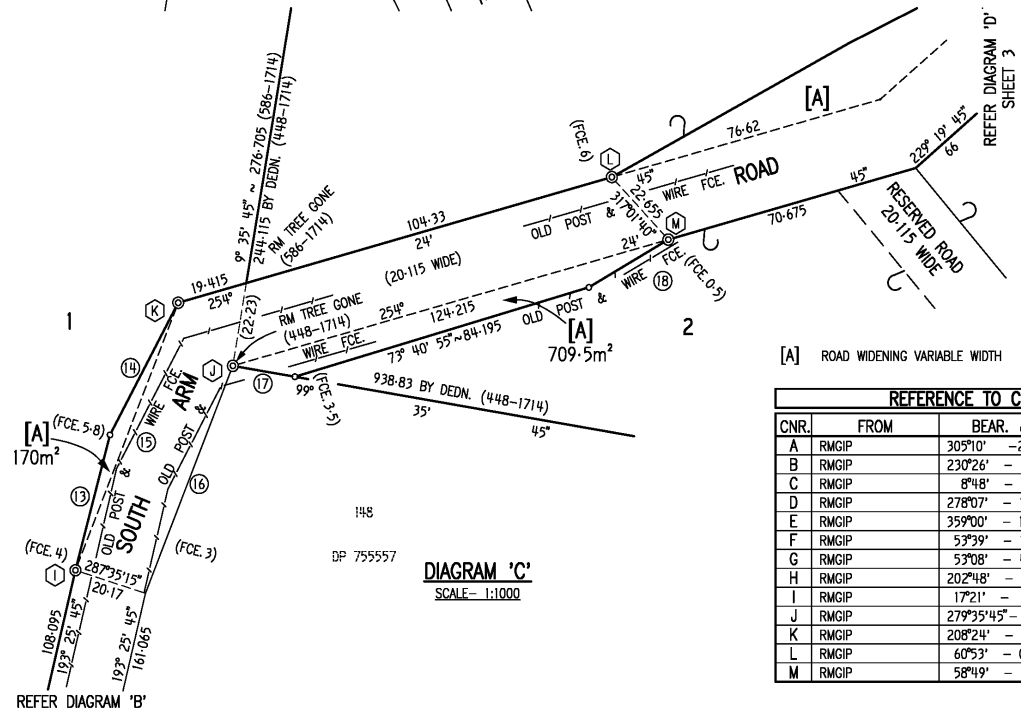 REFER DIAGRAM 'D'
SHEET 3
229° 19' 45"
66
[A]
76·62
(FCE. 6)
L
45"
WIRE FCE. ROAD
22·655
317°01'40"
OLD POST &
M
45"
70·675
RESERVED ROAD
20·115 WIDE
9° 35' 45" ~ 276·705 (586-1714)
244·115 BY DEDN. (448-1714)
RM TREE GONE
(586-1714)
104·33
24'
(20·115 WIDE)
24'
19·415
254°
K
1
(22·23)
RM TREE GONE
(448-1714)
254°
124·215
WIRE FCE.
73° 40' 55" ~ 84·195
OLD POST & WIRE FCE
(FCE. 0·5)
18
[A]
709·5m²
2
J
17
99°
(FCE. 3·5)
938·83 BY DEDN. (448-1714)
35'
45"
14
(FCE. 5·8)
[A]
170m²
15
13
OLD POST & WIRE FCE.
SOUTH ARM
OLD POST &
16
(FCE. 3)
(FCE. 4)
I
287°35'15"
20·17
108·095
193° 25' 45"
193° 25' 45"
161·065
REFER DIAGRAM 'B'
148
DP 755557
DIAGRAM 'C'
SCALE- 1:1000
[A] ROAD WIDENING VARIABLE WIDTH
REFERENCE TO C
CNR. FROM BEAR.
A RMGIP 305°10' -
B RMGIP 230°26' -
C RMGIP 8°48' -
D RMGIP 278°07' -
E RMGIP 359°00' -
F RMGIP 53°39' -
G RMGIP 53°08' -
H RMGIP 202°48' -
I RMGIP 17°21' -
J RMGIP 279°35'45" -
K RMGIP 208°24' -
L RMGIP 60°53' -
M RMGIP 58°49' -